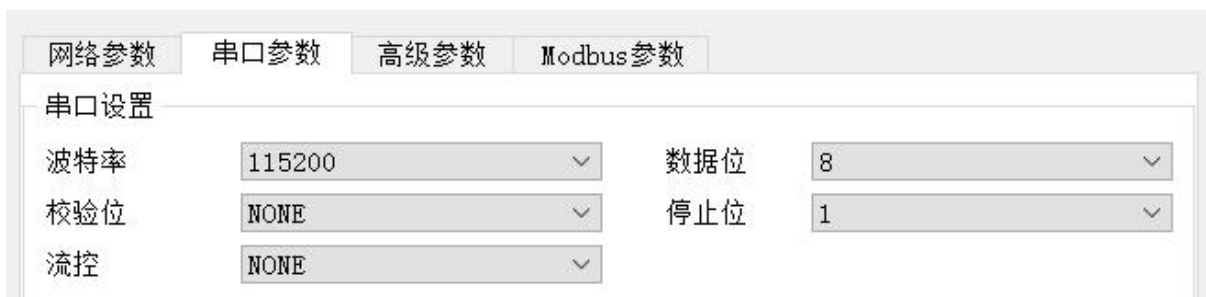 网络参数 串口参数 高级参数 Modbus参数
串口设置
波特率 115200 数据位 8
校验位 NONE 停止位 1
流控 NONE